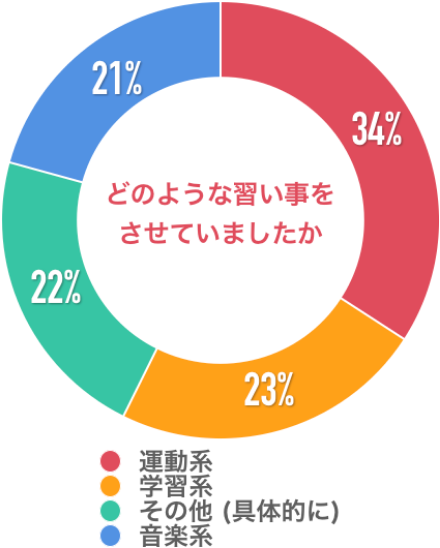 21%
34%
どのような習い事を
させていましたか
22%
23%
運動系
学習系
その他 (具体的に)
音楽系